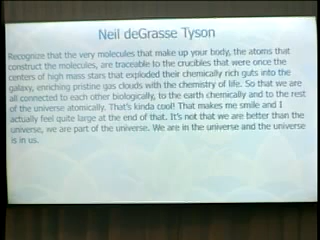 Neil deGrasse Tyson
Recognize that the very molecules that make up your body, the atoms that
construct the molecules, are traceable to the crucibles that were once the
centers of high mass stars that exploded their chemically rich guts into the
galaxy, enriching pristine gas clouds with the chemistry of life. So that we are
all connected to each other biologically, to the earth chemically and to the rest
of the universe atomically. That's kinda cool! That makes me smile and I
actually feel quite large at the end of that. It's not that we are better than the
universe, we are part of the universe. We are in the universe and the universe
is in us.